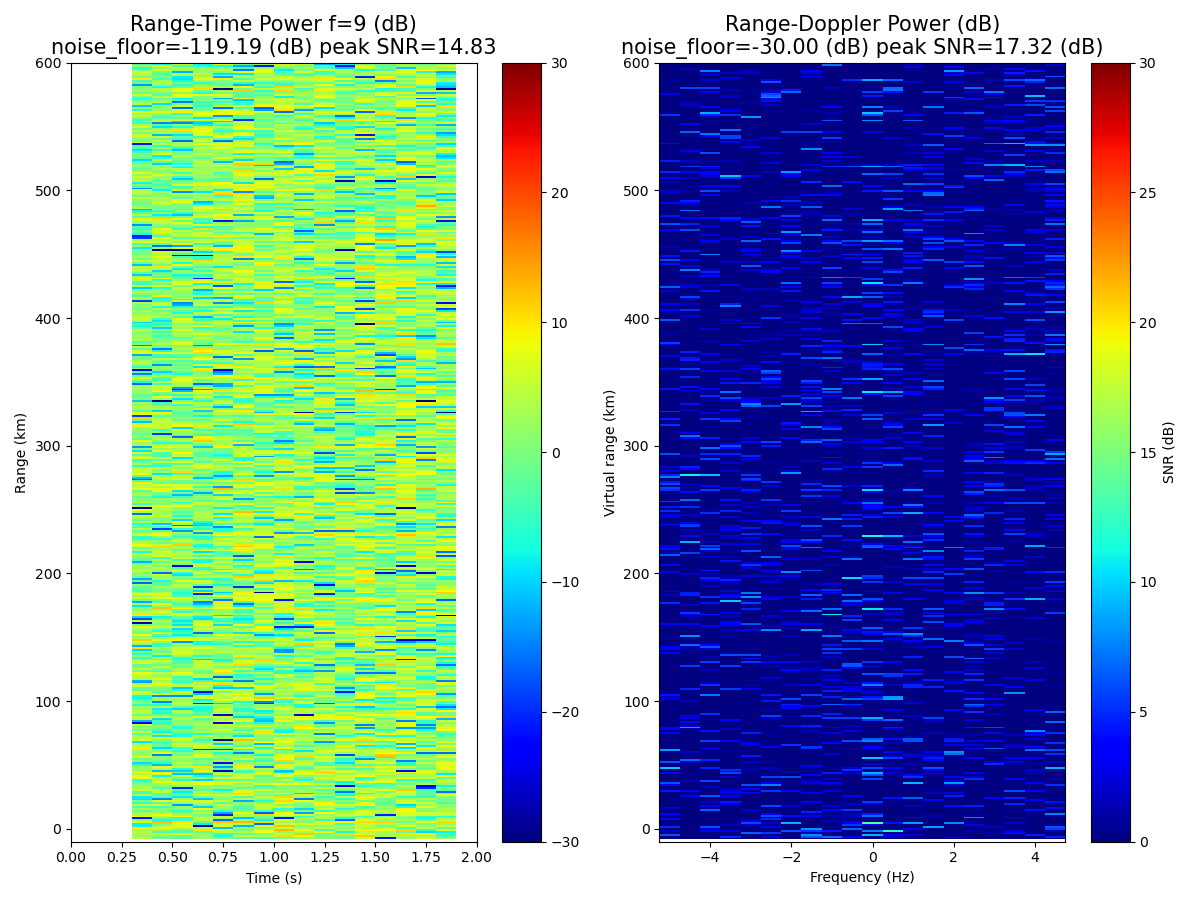 Range-Time Power f=9 (dB)
noise_floor=-119.19 (dB) peak SNR=14.83
Range (km)
600
500
400
300
200
100
0
0.00 0.25 0.50 0.75 1.00 1.25 1.50 1.75 2.00
Time (s)
30
20
10
0
−10
−20
−30
Range-Doppler Power (dB)
noise_floor=-30.00 (dB) peak SNR=17.32 (dB)
Virtual range (km)
600
500
400
300
200
100
0
−4 −2 0 2 4
Frequency (Hz)
30
25
20
15
10
5
0
SNR (dB)